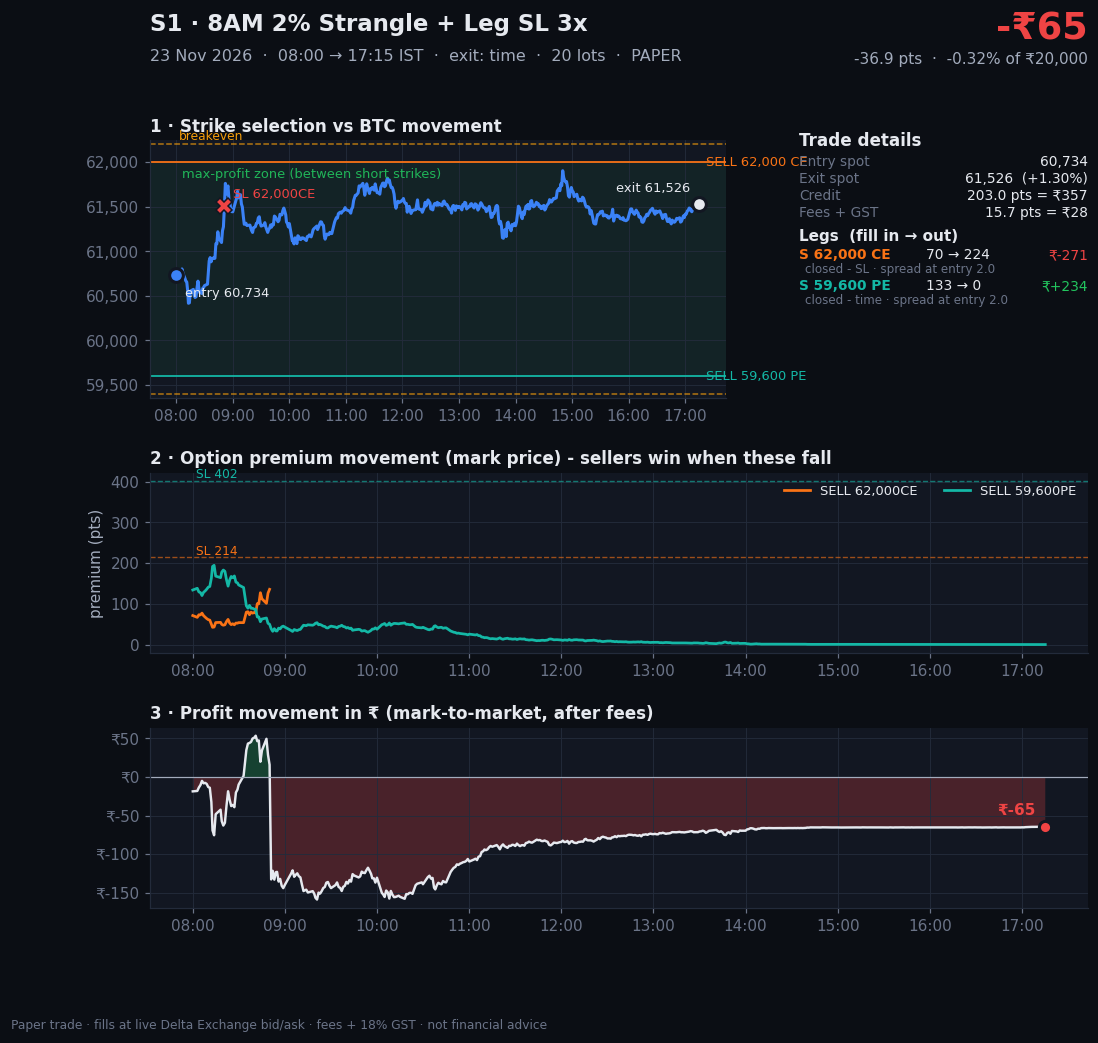 S1 · 8AM 2% Strangle + Leg SL 3x
-₹65
23 Nov 2026 · 08:00 → 17:15 IST · exit: time · 20 lots · PAPER
-36.9 pts · -0.32% of ₹20,000
1 · Strike selection vs BTC movement
breakeven
62,000
61,500
61,000
60,500
60,000
59,500
SELL 62,000 CE
max-profit zone (between short strikes)
SL 62,000CE
exit 61,526
entry 60,734
SELL 59,600 PE
08:00 09:00 10:00 11:00 12:00 13:00 14:00 15:00 16:00 17:00
Trade details
Entry spot 60,734
Exit spot 61,526 (+1.30%)
Credit 203.0 pts = ₹357
Fees + GST 15.7 pts = ₹28
Legs (fill in → out)
S 62,000 CE 70 → 224 ₹-271
closed - SL · spread at entry 2.0
S 59,600 PE 133 → 0 ₹+234
closed - time · spread at entry 2.0
2 · Option premium movement (mark price) - sellers win when these fall
premium (pts)
400
300
200
100
0
SL 402
SL 214
SELL 62,000CE SELL 59,600PE
08:00 09:00 10:00 11:00 12:00 13:00 14:00 15:00 16:00 17:00
3 · Profit movement in ₹ (mark-to-market, after fees)
₹50
₹0
₹-50
₹-100
₹-150
₹-65
08:00 09:00 10:00 11:00 12:00 13:00 14:00 15:00 16:00 17:00
Paper trade · fills at live Delta Exchange bid/ask · fees + 18% GST · not financial advice